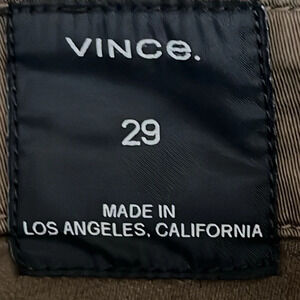 VINCE.
29
MADE IN
LOS ANGELES, CALIFORNIA